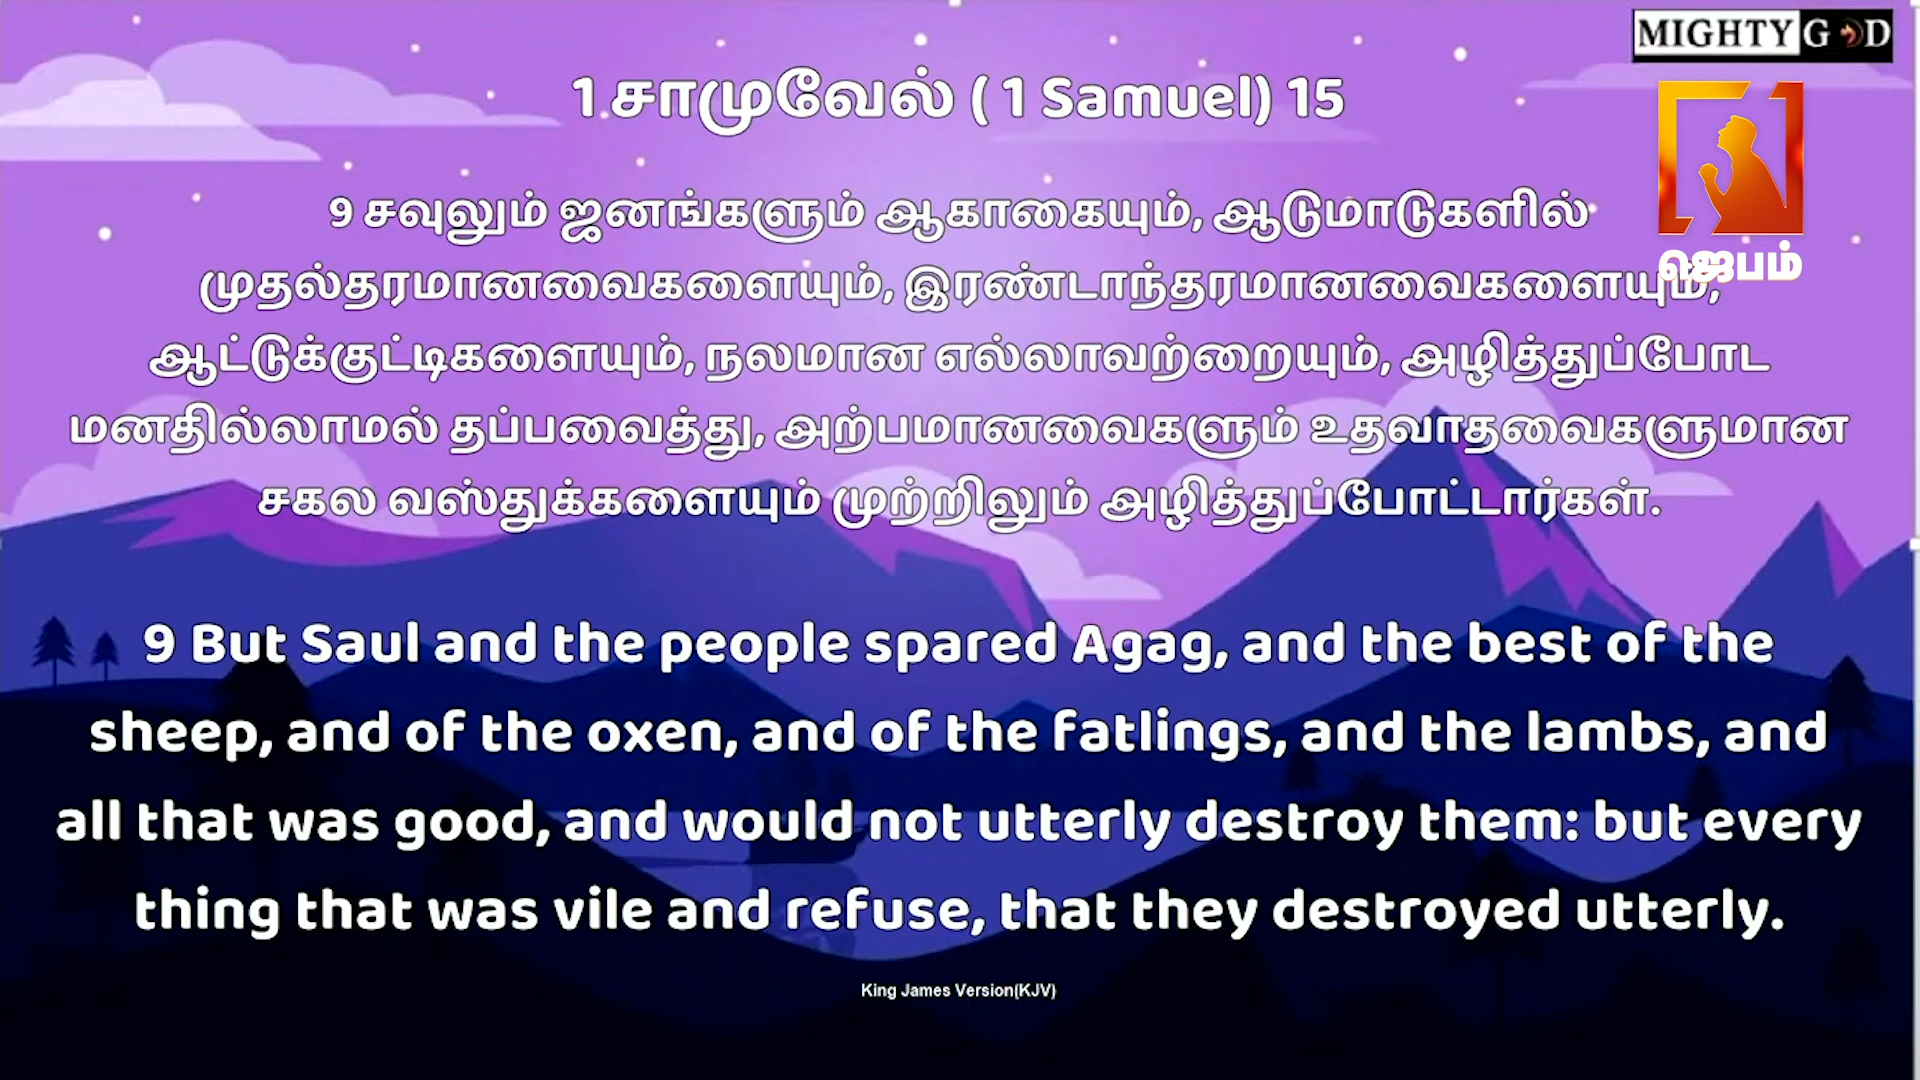 MIGHTY GOD
1 சாமுவேல் ( 1 Samuel) 15
9 சவுலும் ஜனங்களும் ஆகாகையும், ஆடுமாடுகளில்
முதல்தரமானவைகளையும், இரண்டாந்தரமானவைகளையும்,
ஜெபம்
ஆட்டுக்குட்டிகளையும், நலமான எல்லாவற்றையும், அழித்துப்போட
மனதில்லாமல் தப்பவைத்து, அற்பமானவைகளும் உதவாதவைகளுமான
சகல வஸ்துக்களையும் முற்றிலும் அழித்துப்போட்டார்கள்.
9 But Saul and the people spared Agag, and the best of the
sheep, and of the oxen, and of the fatlings, and the lambs, and
all that was good, and would not utterly destroy them: but every
thing that was vile and refuse, that they destroyed utterly.
King James Version(KJV)